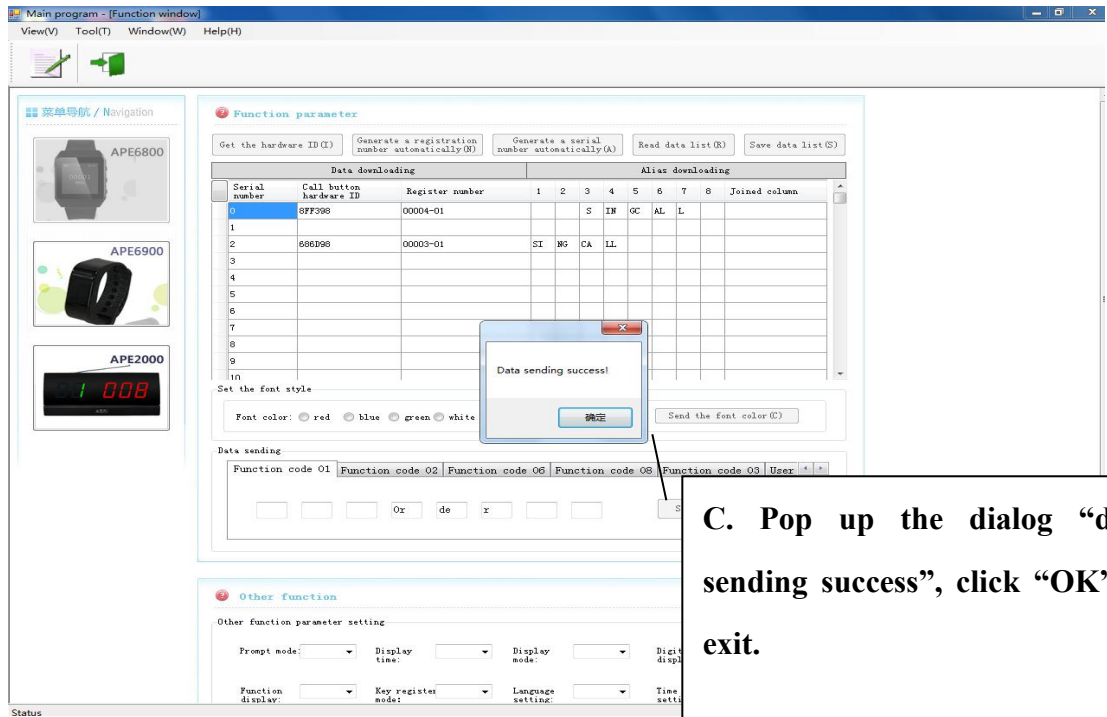 Main program - [Function window]
View(V) Tool(T) Window(W) Help(H)
菜单导航 / Navigation
APE6800
APE6900
APE2000
1 008
Function parameter
Get the hardware ID(I) Generate a registration number automatically(N) Generate a serial number automatically(A) Read data list(R) Save data list(S)
Data downloading Alias downloading
Serial number Call button hardware ID Register number 1 2 3 4 5 6 7 8 Joined column
0 8FF398 00004-01 S IN GC AL L
1
2 686D98 00003-01 SI NG CA LL
3
4
5
6
7
8
9
10
Data sending success!
确定
Set the font style
Font color: red blue green white Send the font color(C)
Data sending
Function code 01 Function code 02 Function code 06 Function code 08 Function code 03 User
Or de r S
C. Pop up the dialog “d
sending success”, click “OK”
exit.
Other function
Other function parameter setting
Prompt mode: Display time: Display mode: Digit displ
Function display: Key register mode: Language setting: Time setti
Status